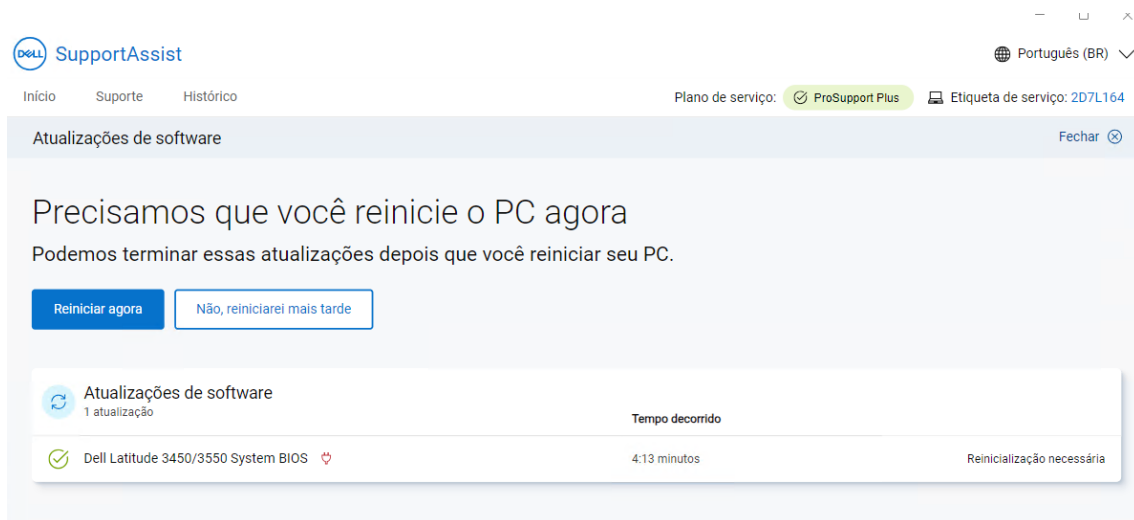 DELL SupportAssist
Português (BR)
Início Suporte Histórico
Plano de serviço: ProSupport Plus Etiqueta de serviço: 2D7L164
Atualizações de software
Fechar
Precisamos que você reinicie o PC agora
Podemos terminar essas atualizações depois que você reiniciar seu PC.
Reiniciar agora
Não, reiniciarei mais tarde
Atualizações de software
1 atualização
Tempo decorrido
Dell Latitude 3450/3550 System BIOS 4:13 minutos Reinicialização necessária